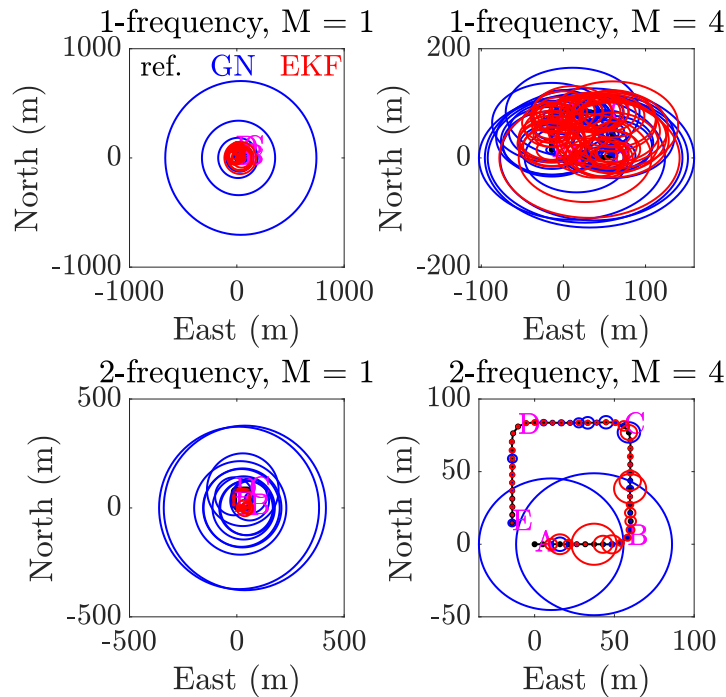 1-frequency, M = 1
1-frequency, M = 4
ref. GN EKF
1000
0
-1000
North (m)
-1000 0 1000
East (m)
200
0
-200
North (m)
-100 0 100
East (m)
2-frequency, M = 1
2-frequency, M = 4
500
0
-500
North (m)
-500 0 500
East (m)
100
50
0
-50
North (m)
D C
E
A B
0 50 100
East (m)